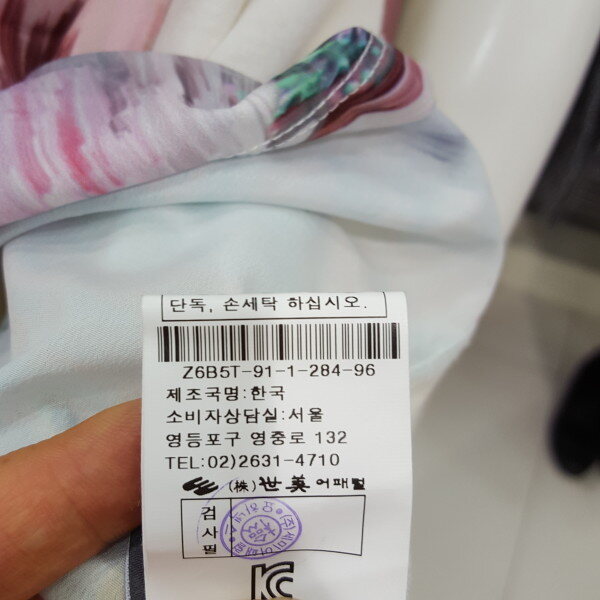 단독, 손세탁 하십시오.
Z6B5T-91-1-284-96
제조국명:한국
소비자상담실:서울
영등포구 영중로 132
TEL:02)2631-4710
(株)世英어패럴
검
사
필
KC